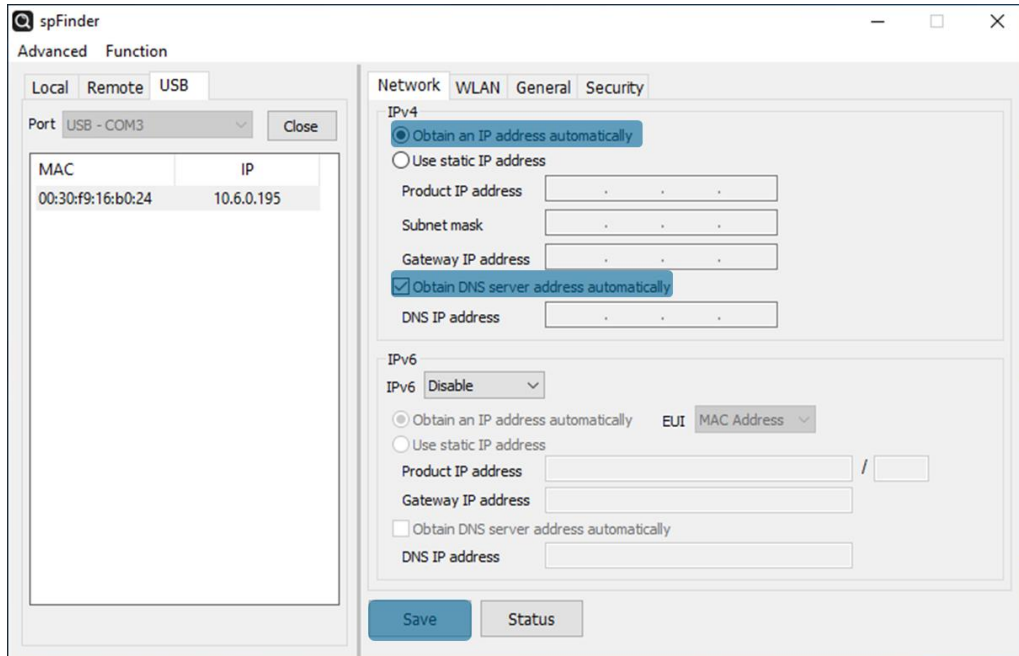 spFinder
Advanced Function
Local Remote USB
Port USB - COM3 Close
MAC IP
00:30:f9:16:b0:24 10.6.0.195
Network WLAN General Security
IPv4
Obtain an IP address automatically
Use static IP address
Product IP address . . .
Subnet mask . . .
Gateway IP address . . .
Obtain DNS server address automatically
DNS IP address . . .
IPv6
IPv6 Disable
Obtain an IP address automatically EUI MAC Address
Use static IP address
Product IP address /
Gateway IP address
Obtain DNS server address automatically
DNS IP address
Save Status